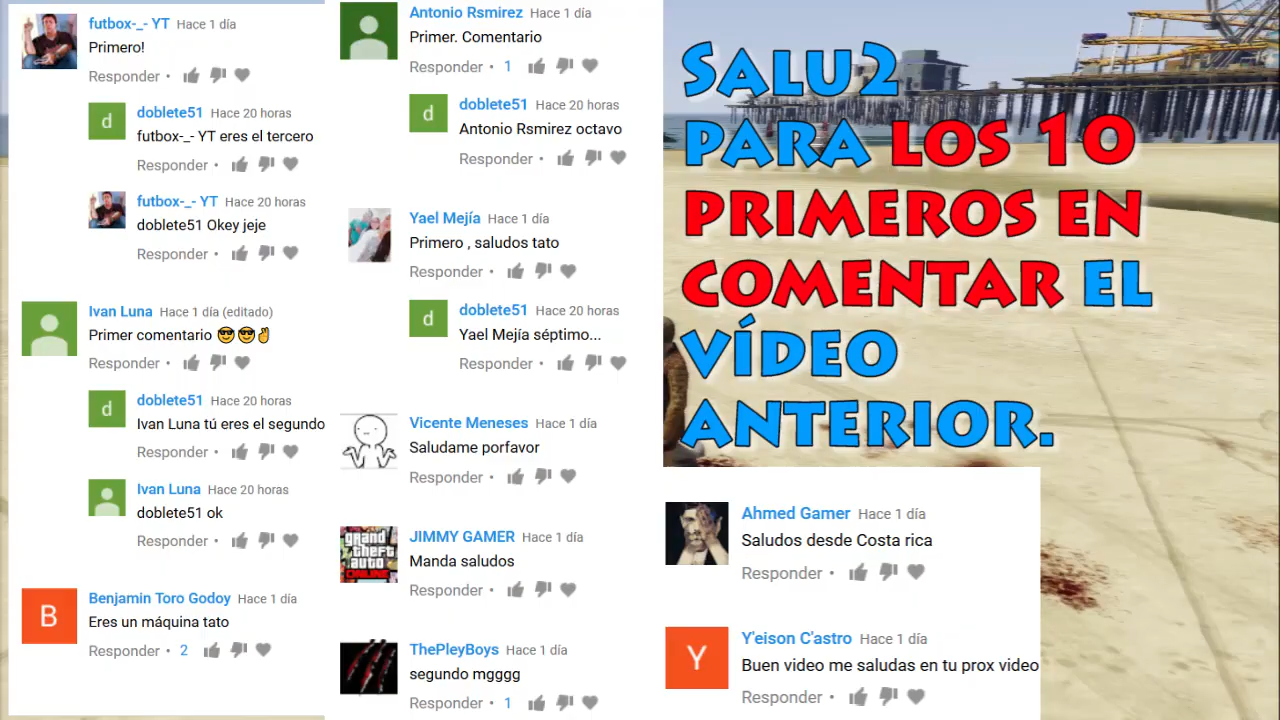 futbox-_- YT Hace 1 día
Primero!
Responder •
d
doblete51 Hace 20 horas
futbox-_- YT eres el tercero
Responder •
futbox-_- YT Hace 20 horas
doblete51 Okey jeje
Responder •
Ivan Luna Hace 1 día (editado)
Primer comentario 😎😎✌
Responder •
d
doblete51 Hace 20 horas
Ivan Luna tú eres el segundo
Responder •
Ivan Luna Hace 20 horas
doblete51 ok
Responder •
B
Benjamin Toro Godoy Hace 1 día
Eres un máquina tato
Responder • 2
Antonio Rsmirez Hace 1 día
Primer. Comentario
Responder • 1
d
doblete51 Hace 20 horas
Antonio Rsmirez octavo
Responder •
Yael Mejía Hace 1 día
Primero , saludos tato
Responder •
d
doblete51 Hace 20 horas
Yael Mejía séptimo...
Responder •
Vicente Meneses Hace 1 día
Saludame porfavor
Responder •
grand
theft
auto
ONLINE
JIMMY GAMER Hace 1 día
Manda saludos
Responder •
ThePleyBoys Hace 1 día
segundo mgggg
Responder • 1
SALU2
PARA LOS 10
PRIMEROS EN
COMENTAR EL
VÍDEO
ANTERIOR.
Ahmed Gamer Hace 1 día
Saludos desde Costa rica
Responder •
Y
Y'eison C'astro Hace 1 día
Buen video me saludas en tu prox video
Responder •